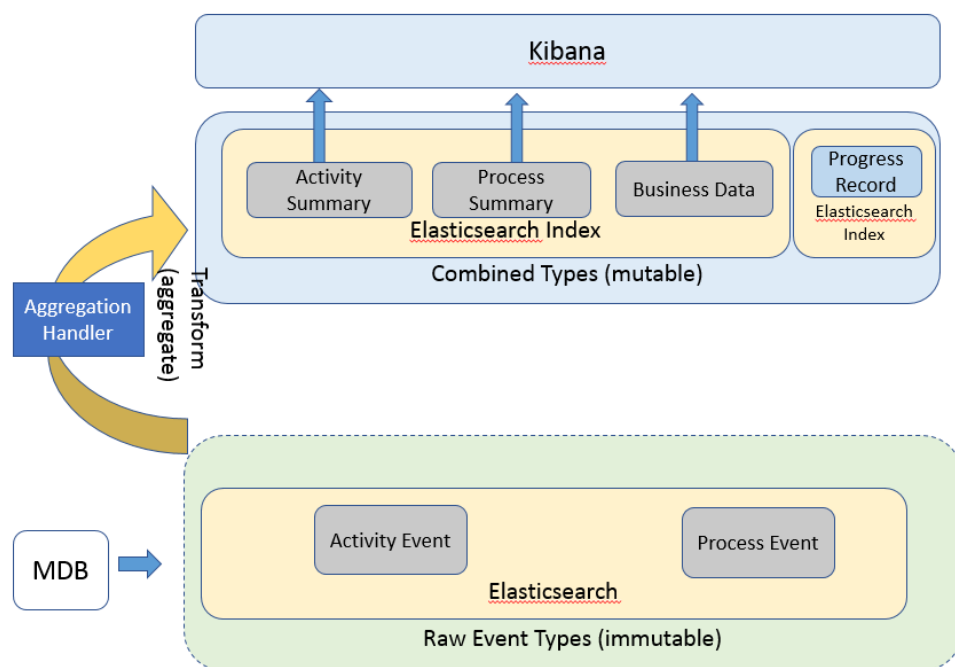 Kibana
Activity
Summary
Process
Summary
Business Data
Elasticsearch Index
Progress
Record
Elasticsearch
Index
Combined Types (mutable)
Transform
(aggregate)
Aggregation
Handler
Activity Event
Process Event
MDB
Elasticsearch
Raw Event Types (immutable)